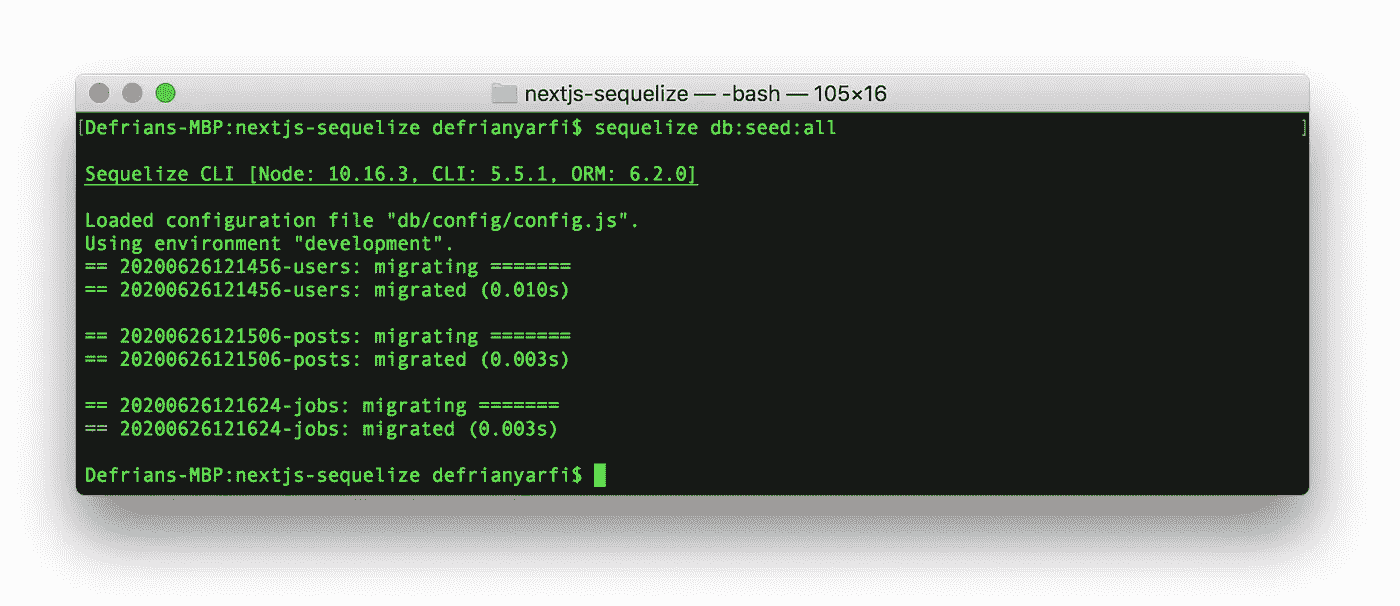 nextjs-sequelize — -bash — 105×16
[Defrians-MBP:nextjs-sequelize defrianyarfi$ sequelize db:seed:all ]
Sequelize CLI [Node: 10.16.3, CLI: 5.5.1, ORM: 6.2.0]
Loaded configuration file "db/config/config.js".
Using environment "development".
== 20200626121456-users: migrating =======
== 20200626121456-users: migrated (0.010s)
== 20200626121506-posts: migrating =======
== 20200626121506-posts: migrated (0.003s)
== 20200626121624-jobs: migrating =======
== 20200626121624-jobs: migrated (0.003s)
Defrians-MBP:nextjs-sequelize defrianyarfi$